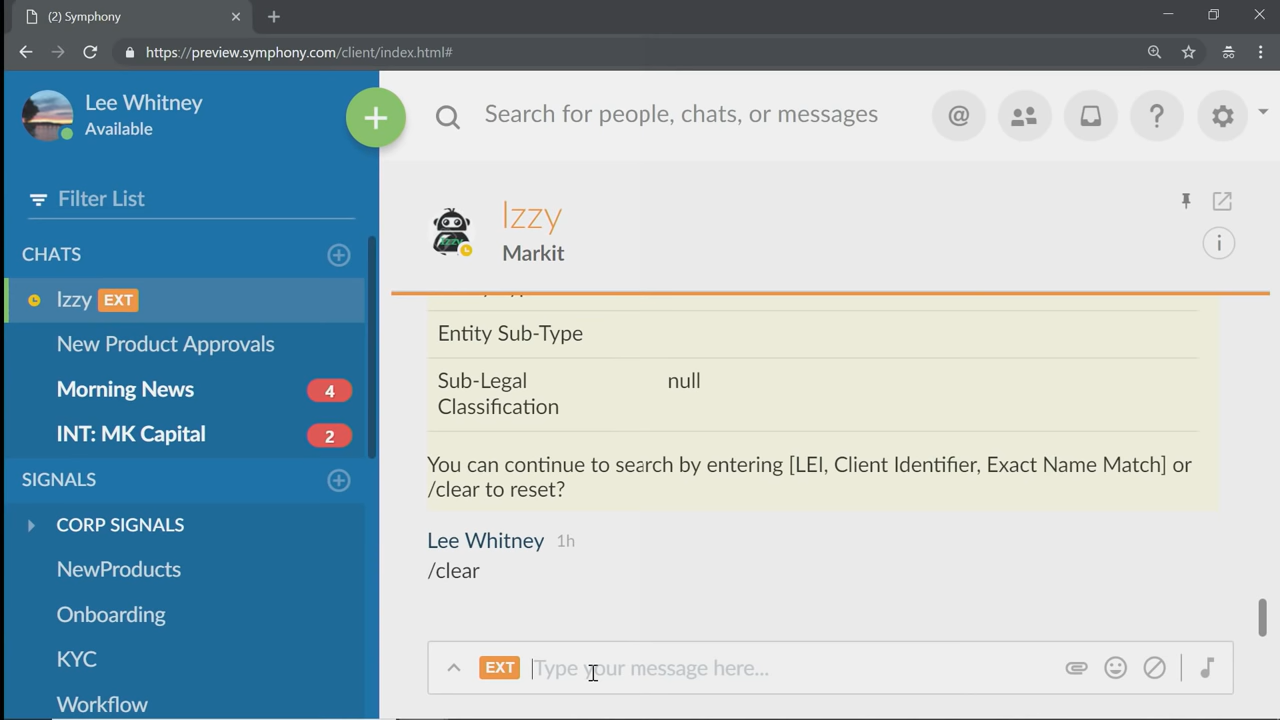 (2) Symphony
https://preview.symphony.com/client/index.html#
Lee Whitney
Available
Search for people, chats, or messages
@
?
Filter List
Izzy
Markit
CHATS
Izzy EXT
New Product Approvals
Morning News 4
INT: MK Capital 2
SIGNALS
CORP SIGNALS
NewProducts
Onboarding
KYC
Workflow
Entity Sub-Type
Sub-Legal null
Classification
You can continue to search by entering [LEI, Client Identifier, Exact Name Match] or
/clear to reset?
Lee Whitney 1h
/clear
EXT Type your message here...